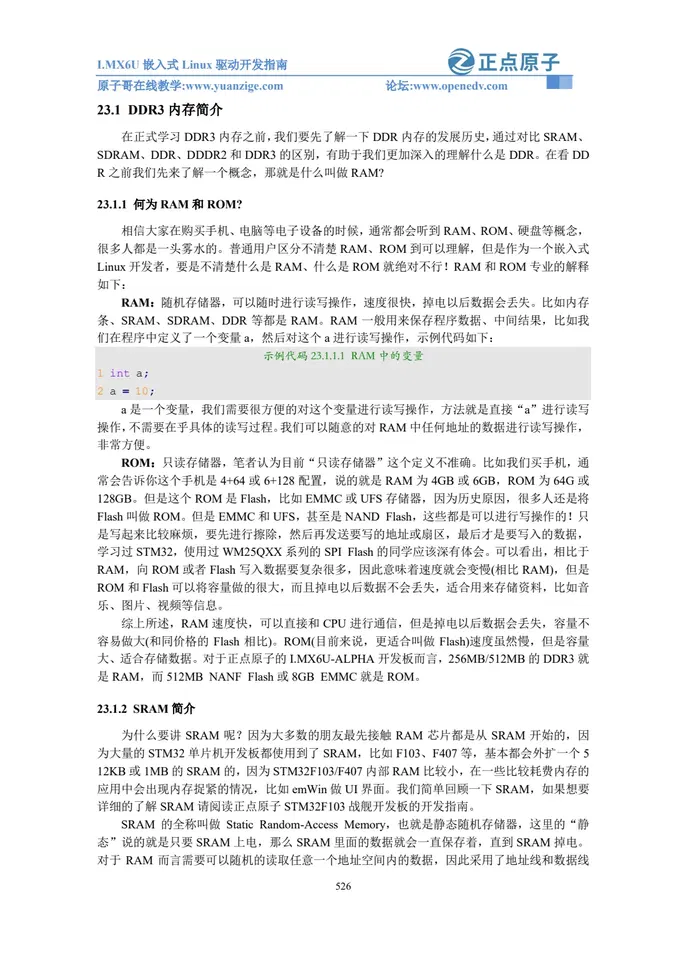 I.MX6U 嵌入式 Linux 驱动开发指南
正点原子
原子哥在线教学:www.yuanzige.com 论坛:www.openedv.com
23.1 DDR3 内存简介
在正式学习 DDR3 内存之前，我们要先了解一下 DDR 内存的发展历史，通过对比 SRAM、
SDRAM、DDR、DDDR2 和 DDR3 的区别，有助于我们更加深入的理解什么是 DDR。在看 DD
R 之前我们先来了解一个概念，那就是什么叫做 RAM?
23.1.1 何为 RAM 和 ROM?
相信大家在购买手机、电脑等电子设备的时候，通常都会听到 RAM、ROM、硬盘等概念，
很多人都是一头雾水的。普通用户区分不清楚 RAM、ROM 到可以理解，但是作为一个嵌入式
Linux 开发者，要是不清楚什么是 RAM、什么是 ROM 就绝对不行！RAM 和 ROM 专业的解释
如下：
RAM：随机存储器，可以随时进行读写操作，速度很快，掉电以后数据会丢失。比如内存
条、SRAM、SDRAM、DDR 等都是 RAM。RAM 一般用来保存程序数据、中间结果，比如我
们在程序中定义了一个变量 a，然后对这个 a 进行读写操作，示例代码如下：
示例代码 23.1.1.1 RAM 中的变量
1 int a;
2 a = 10;
a 是一个变量，我们需要很方便的对这个变量进行读写操作，方法就是直接“a”进行读写
操作，不需要在乎具体的读写过程。我们可以随意的对 RAM 中任何地址的数据进行读写操作，
非常方便。
ROM：只读存储器，笔者认为目前“只读存储器”这个定义不准确。比如我们买手机，通
常会告诉你这个手机是 4+64 或 6+128 配置，说的就是 RAM 为 4GB 或 6GB，ROM 为 64G 或
128GB。但是这个 ROM 是 Flash，比如 EMMC 或 UFS 存储器，因为历史原因，很多人还是将
Flash 叫做 ROM。但是 EMMC 和 UFS，甚至是 NAND Flash，这些都是可以进行写操作的！只
是写起来比较麻烦，要先进行擦除，然后再发送要写的地址或扇区，最后才是要写入的数据，
学习过 STM32，使用过 WM25QXX 系列的 SPI Flash 的同学应该深有体会。可以看出，相比于
RAM，向 ROM 或者 Flash 写入数据要复杂很多，因此意味着速度就会变慢(相比 RAM)，但是
ROM 和 Flash 可以将容量做的很大，而且掉电以后数据不会丢失，适合用来存储资料，比如音
乐、图片、视频等信息。
综上所述，RAM 速度快，可以直接和 CPU 进行通信，但是掉电以后数据会丢失，容量不
容易做大(和同价格的 Flash 相比)。ROM(目前来说，更适合叫做 Flash)速度虽然慢，但是容量
大、适合存储数据。对于正点原子的 I.MX6U-ALPHA 开发板而言，256MB/512MB 的 DDR3 就
是 RAM，而 512MB NANF Flash 或 8GB EMMC 就是 ROM。
23.1.2 SRAM 简介
为什么要讲 SRAM 呢？因为大多数的朋友最先接触 RAM 芯片都是从 SRAM 开始的，因
为大量的 STM32 单片机开发板都使用到了 SRAM，比如 F103、F407 等，基本都会外扩一个 5
12KB 或 1MB 的 SRAM 的，因为 STM32F103/F407 内部 RAM 比较小，在一些比较耗费内存的
应用中会出现内存捉紧的情况，比如 emWin 做 UI 界面。我们简单回顾一下 SRAM，如果想要
详细的了解 SRAM 请阅读正点原子 STM32F103 战舰开发板的开发指南。
SRAM 的全称叫做 Static Random-Access Memory，也就是静态随机存储器，这里的“静
态”说的就是只要 SRAM 上电，那么 SRAM 里面的数据就会一直保存着，直到 SRAM 掉电。
对于 RAM 而言需要可以随机的读取任意一个地址空间内的数据，因此采用了地址线和数据线
526